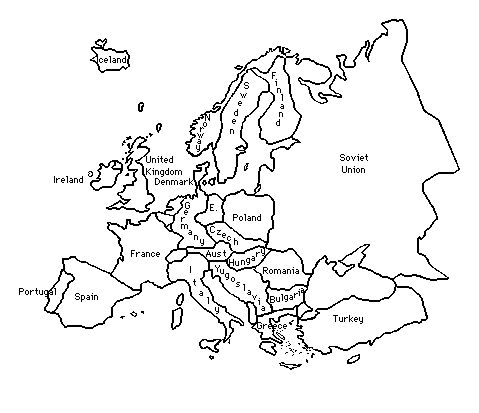 Iceland
Sweden
Finland
Norway
United
Kingdom
Denmark
Ireland
Soviet
Union
Germany
E.
Poland
Czech
France
Aust
Hungary
Romania
Italy
Yugoslavia
Bulgaria
Portugal
Spain
Greece
Turkey